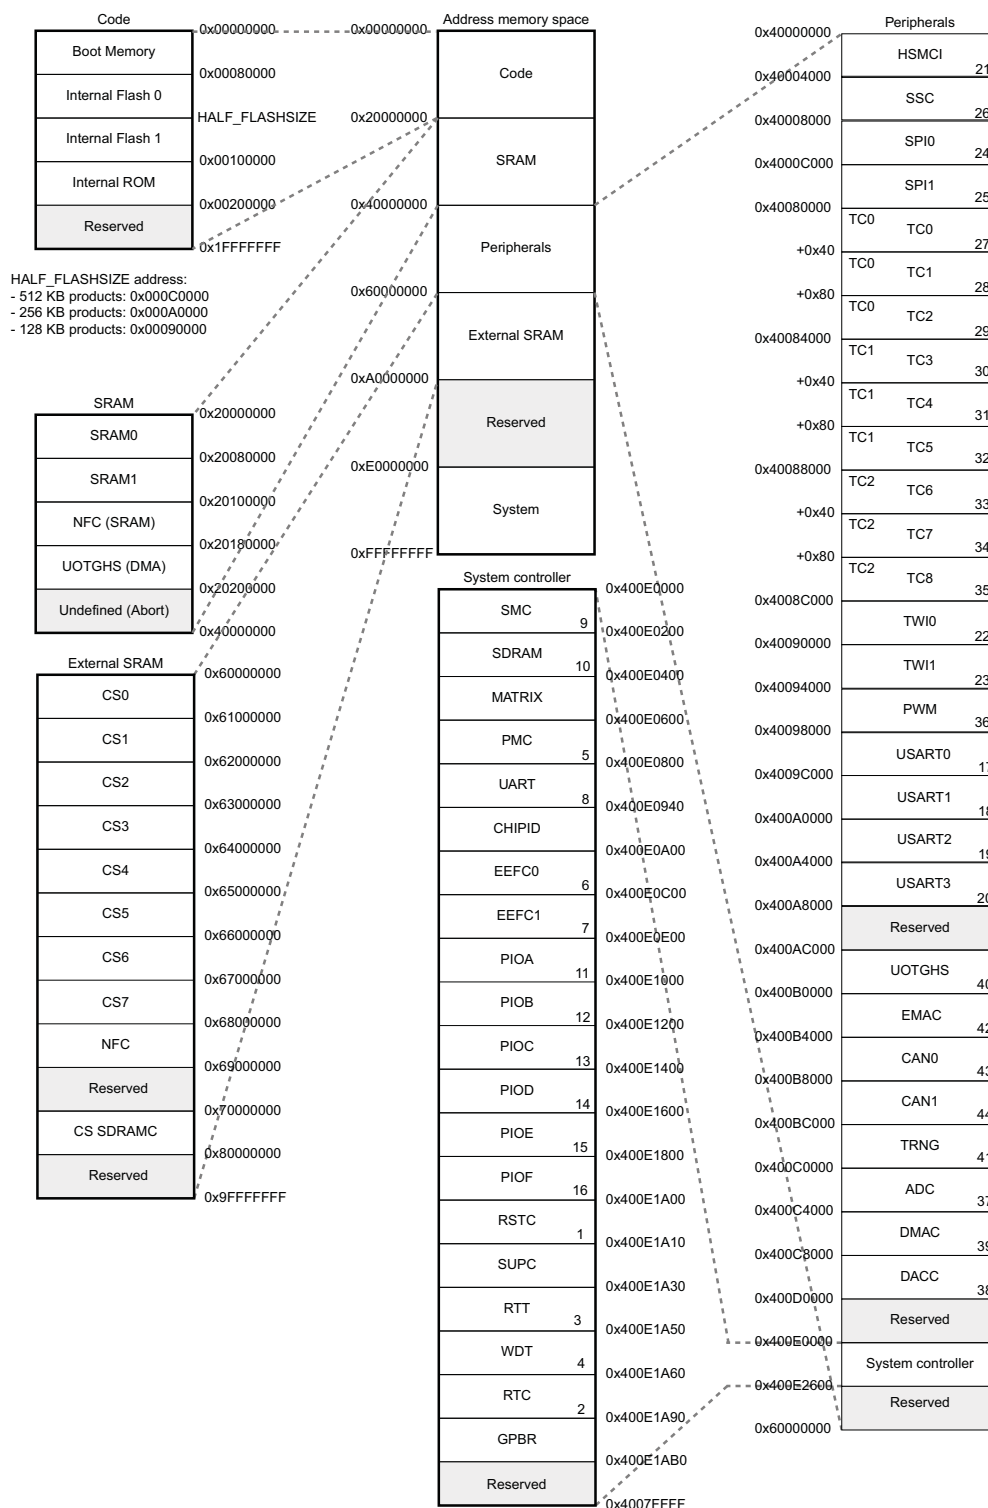 Code
0x00000000
Boot Memory
0x00080000
Internal Flash 0
HALF_FLASHSIZE
Internal Flash 1
0x00100000
Internal ROM
0x00200000
Reserved
0x1FFFFFFF
HALF_FLASHSIZE address:
- 512 KB products: 0x000C0000
- 256 KB products: 0x000A0000
- 128 KB products: 0x00090000
SRAM
0x20000000
SRAM0
0x20080000
SRAM1
0x20100000
NFC (SRAM)
0x20180000
UOTGHS (DMA)
0x20200000
Undefined (Abort)
0x40000000
External SRAM
0x60000000
CS0
0x61000000
CS1
0x62000000
CS2
0x63000000
CS3
0x64000000
CS4
0x65000000
CS5
0x66000000
CS6
0x67000000
CS7
0x68000000
NFC
0x69000000
Reserved
0x70000000
CS SDRAMC
0x80000000
Reserved
0x9FFFFFFF
Address memory space
0x00000000
Code
0x20000000
SRAM
0x40000000
Peripherals
0x60000000
External SRAM
0xA0000000
Reserved
0xE0000000
System
0xFFFFFFFF
System controller
0x400E0000
SMC
9
0x400E0200
SDRAM
10
0x400E0400
MATRIX
0x400E0600
PMC
5
0x400E0800
UART
8
0x400E0940
CHIPID
0x400E0A00
EEFC0
6
0x400E0C00
EEFC1
7
0x400E0E00
PIOA
11
0x400E1000
PIOB
12
0x400E1200
PIOC
13
0x400E1400
PIOD
14
0x400E1600
PIOE
15
0x400E1800
PIOF
16
0x400E1A00
RSTC
1
0x400E1A10
SUPC
0x400E1A30
RTT
3
0x400E1A50
WDT
4
0x400E1A60
RTC
2
0x400E1A90
GPBR
0x400E1AB0
Reserved
0x4007FFFF
Peripherals
0x40000000
HSMCI
21
0x40004000
SSC
26
0x40008000
SPI0
24
0x4000C000
SPI1
25
0x40080000
TC0
TC0
27
+0x40
TC0
TC1
28
+0x80
TC0
TC2
29
0x40084000
TC1
TC3
30
+0x40
TC1
TC4
31
+0x80
TC1
TC5
32
0x40088000
TC2
TC6
33
+0x40
TC2
TC7
34
+0x80
TC2
TC8
35
0x4008C000
TWI0
22
0x40090000
TWI1
23
0x40094000
PWM
36
0x40098000
USART0
17
0x4009C000
USART1
18
0x400A0000
USART2
19
0x400A4000
USART3
20
0x400A8000
Reserved
0x400AC000
UOTGHS
40
0x400B0000
EMAC
42
0x400B4000
CAN0
43
0x400B8000
CAN1
44
0x400BC000
TRNG
41
0x400C0000
ADC
37
0x400C4000
DMAC
39
0x400C8000
DACC
38
0x400D0000
Reserved
0x400E0000
System controller
0x400E2600
Reserved
0x60000000